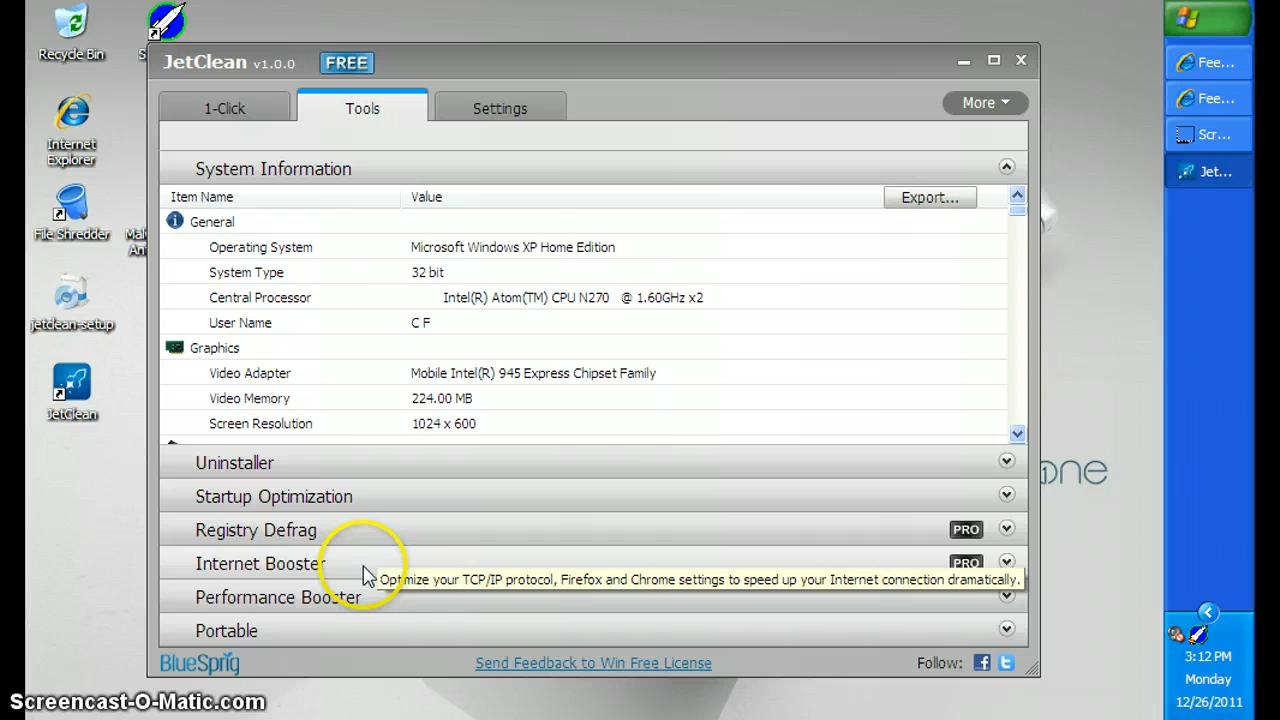 Recycle Bin
S
Internet
Explorer
File Shredder
Mal
Ant
jetclean-setup
JetClean
JetClean v1.0.0 FREE
1-Click Tools Settings More
System Information
Item Name Value Export...
General
Operating System Microsoft Windows XP Home Edition
System Type 32 bit
Central Processor Intel(R) Atom(TM) CPU N270 @ 1.60GHz x2
User Name C F
Graphics
Video Adapter Mobile Intel(R) 945 Express Chipset Family
Video Memory 224.00 MB
Screen Resolution 1024 x 600
Uninstaller
Startup Optimization
Registry Defrag PRO
Internet Booster PRO
Optimize your TCP/IP protocol, Firefox and Chrome settings to speed up your Internet connection dramatically.
Performance Booster
Portable
BlueSprig Send Feedback to Win Free License Follow:
one
Fee...
Fee...
Scr...
Jet...
3:12 PM
Monday
12/26/2011
Screencast-O-Matic.com